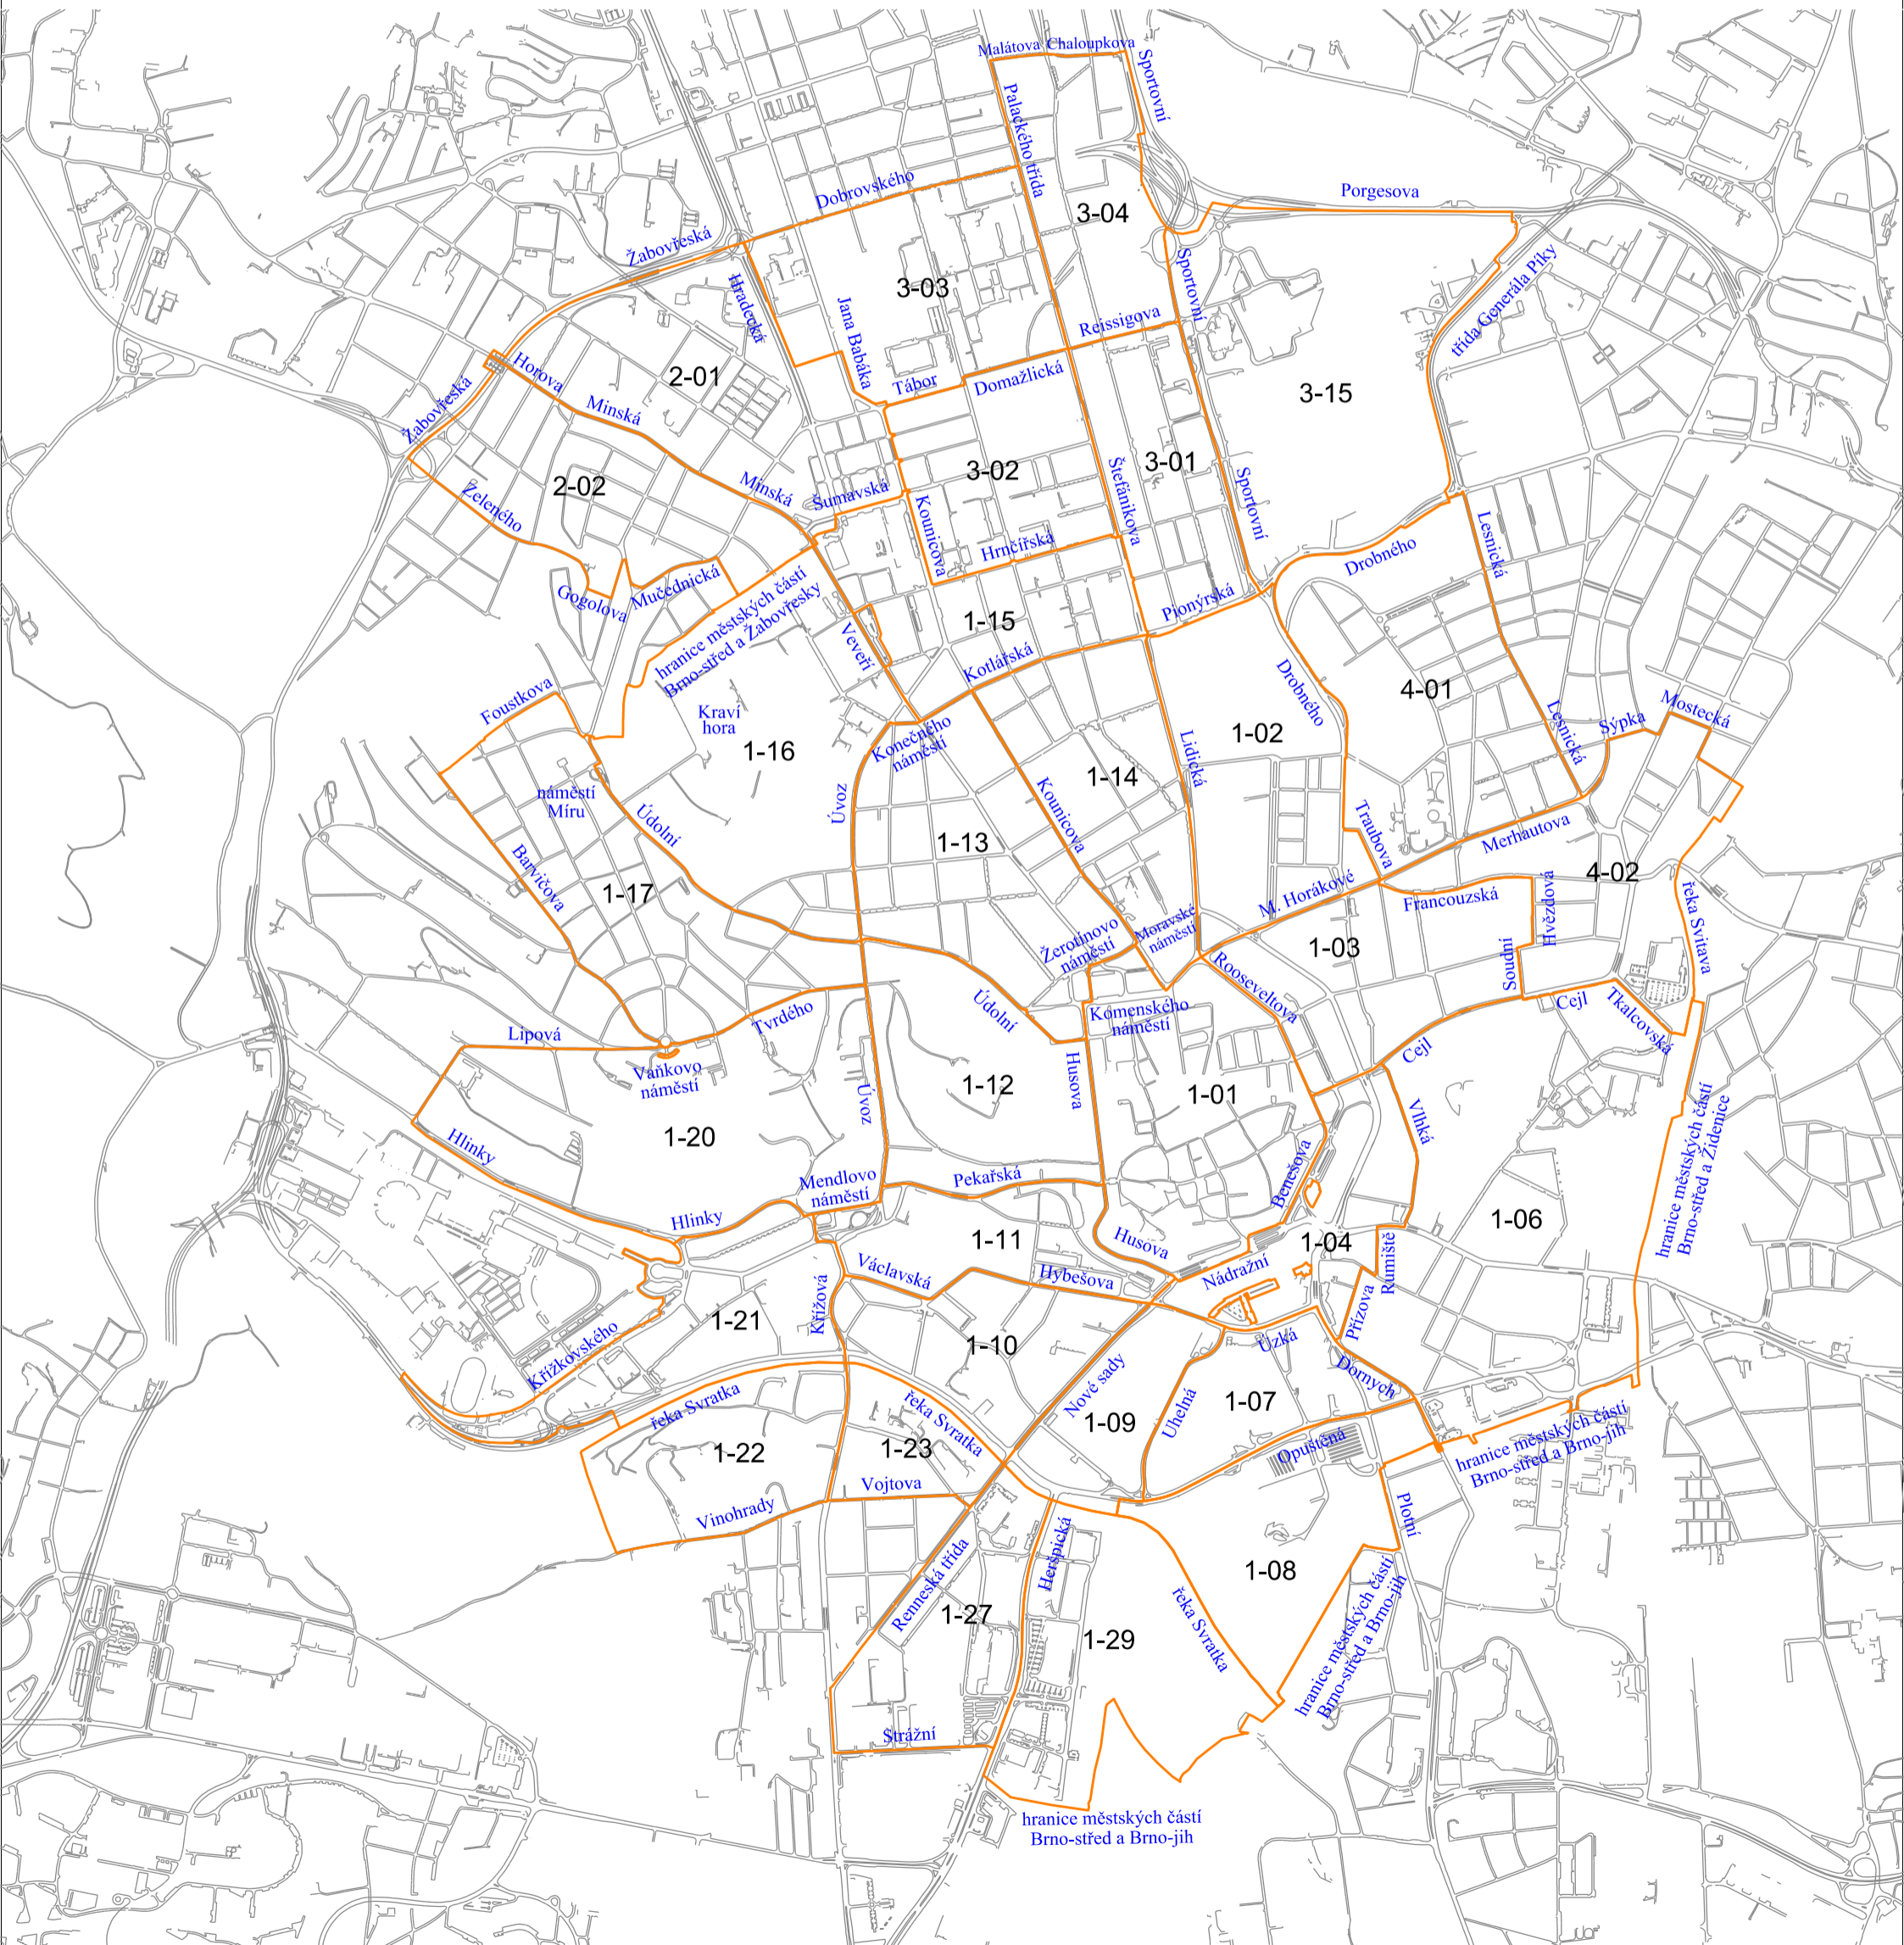 Malátova
Chaloupkova
Sportovní
Palackého třída
Porgesova
Dobrovského
3-04
Žabovřeská
Sportovní
třída Generála Píky
3-03
Hradecká
Jana Babáka
Reissigova
Horova
2-01
Tábor
Domažlická
3-15
Žabovřeská
Minská
3-02
Štefánikova
3-01
Sportovní
2-02
Minská
Šumavská
Zeleného
Kounicova
Hrnčířská
Lesnická
Drobného
Gogolova
Mučednická
hranice městských částí
Brno-střed a Žabovřesky
Veveří
1-15
Pionýrská
Kotlářská
Foustkova
Kraví
hora
1-16
Konečného
náměstí
Drobného
4-01
Lesnická
Sýpka
Mostecká
1-02
Lidická
1-14
náměstí
Míru
Údolní
Úvoz
Kounicova
1-13
Traubova
Merhautova
Barvičova
1-17
4-02
M. Horákové
Francouzská
Hvězdová
řeka Svitava
Žerotínovo
náměstí
Moravské
náměstí
1-03
Rooseveltova
Soudní
Údolní
Komenského
náměstí
Cejl
Tkalcovská
Tvrdého
Lipová
Vaňkovo
náměstí
Cejl
Husova
1-12
1-01
Úvoz
Vlhká
1-20
Hlinky
hranice městských částí
Brno-střed a Židenice
Benešova
Mendlovo
náměstí
Pekařská
Hlinky
1-11
Husova
1-04
1-06
Nádražní
Rumiště
Václavská
Hybešova
Křížová
1-21
Přízova
Úzká
1-10
Křížkovského
Dornych
Nové sady
1-07
řeka Svratka
řeka Svratka
1-09
Uhelná
1-22
1-23
Opuštěná
hranice městských částí
Brno-střed a Brno-jih
Vojtova
Vinohrady
Plotní
Heršpická
Renneská třída
1-08
1-27
řeka Svratka
1-29
hranice městských částí
Brno-střed a Brno-jih
Strážní
hranice městských částí
Brno-střed a Brno-jih